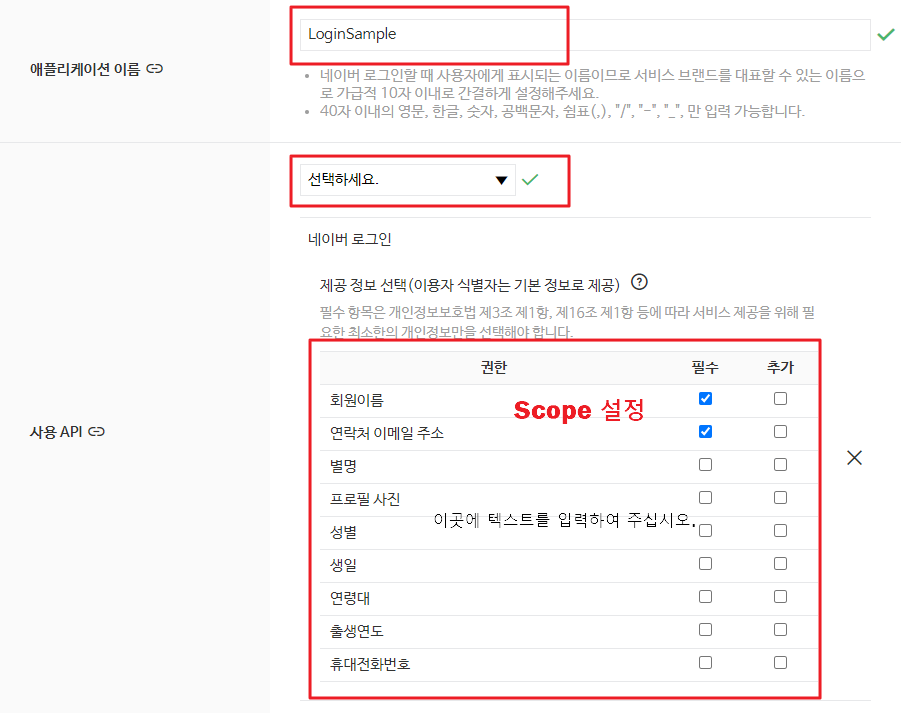 LoginSample
애플리케이션 이름
네이버 로그인할 때 사용자에게 표시되는 이름이므로 서비스 브랜드를 대표할 수 있는 이름으
로 가급적 10자 이내로 간결하게 설정해주세요.
40자 이내의 영문, 한글, 숫자, 공백문자, 쉼표(,), "/", "-", "_", 만 입력 가능합니다.
선택하세요.
네이버 로그인
제공 정보 선택(이용자 식별자는 기본 정보로 제공)
필수 항목은 개인정보보호법 제3조 제1항, 제16조 제1항 등에 따라 서비스 제공을 위해 필
요한 최소한의 개인정보만을 선택해야 합니다.
권한 필수 추가
회원이름
Scope 설정
사용 API
연락처 이메일 주소
별명
프로필 사진
이곳에 텍스트를 입력하여 주십시오.
성별
생일
연령대
출생연도
휴대전화번호